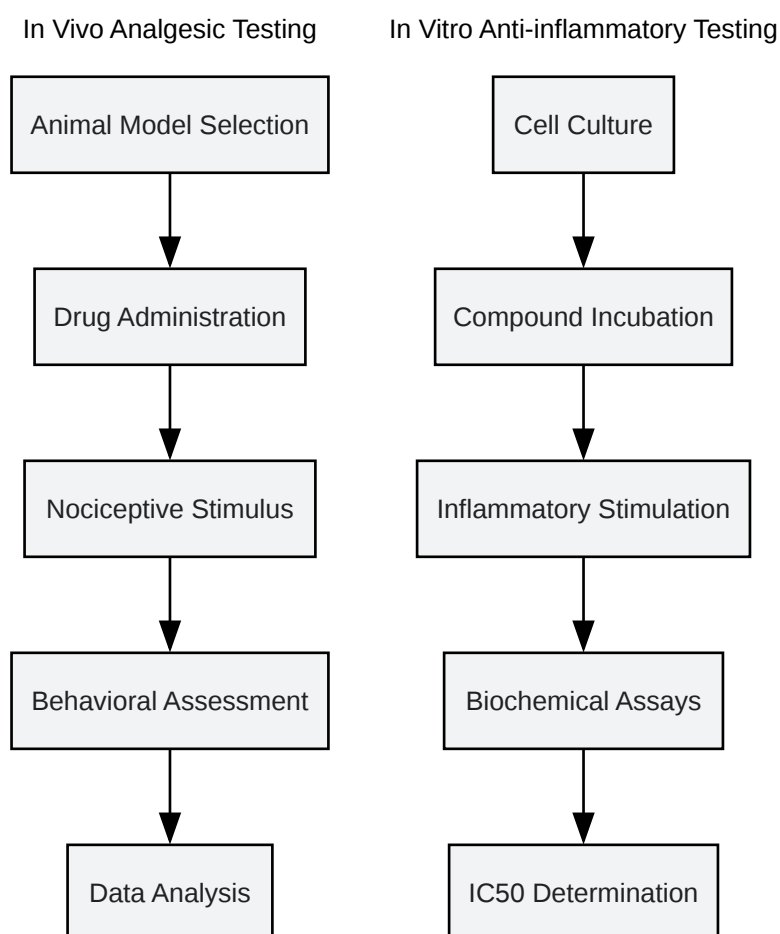 In Vivo Analgesic Testing
Animal Model Selection
Drug Administration
Nociceptive Stimulus
Behavioral Assessment
Data Analysis
In Vitro Anti-inflammatory Testing
Cell Culture
Compound Incubation
Inflammatory Stimulation
Biochemical Assays
IC50 Determination